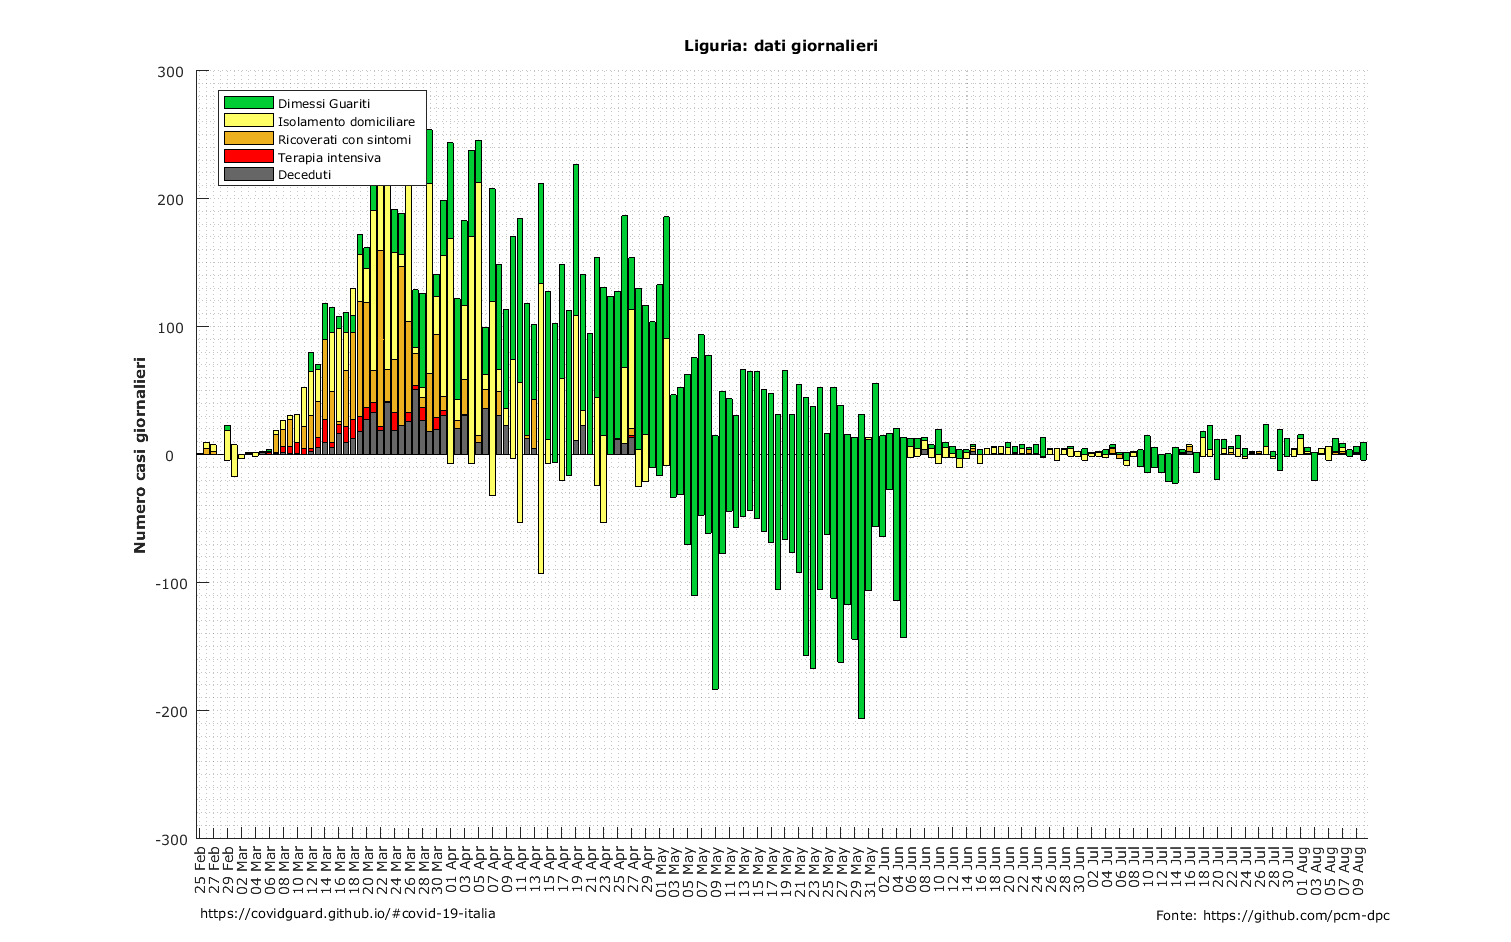 Liguria: dati giornalieri
300
200
100
0
-100
-200
-300
Numero casi giornalieri
Dimessi Guariti
Isolamento domiciliare
Ricoverati con sintomi
Terapia intensiva
Deceduti
25 Feb
27 Feb
29 Feb
02 Mar
04 Mar
06 Mar
08 Mar
10 Mar
12 Mar
14 Mar
16 Mar
18 Mar
20 Mar
22 Mar
24 Mar
26 Mar
28 Mar
30 Mar
01 Apr
03 Apr
05 Apr
07 Apr
09 Apr
11 Apr
13 Apr
15 Apr
17 Apr
19 Apr
21 Apr
23 Apr
25 Apr
27 Apr
29 Apr
01 May
03 May
05 May
07 May
09 May
11 May
13 May
15 May
17 May
19 May
21 May
23 May
25 May
27 May
29 May
31 May
02 Jun
04 Jun
06 Jun
08 Jun
10 Jun
12 Jun
14 Jun
16 Jun
18 Jun
20 Jun
22 Jun
24 Jun
26 Jun
28 Jun
30 Jun
02 Jul
04 Jul
06 Jul
08 Jul
10 Jul
12 Jul
14 Jul
16 Jul
18 Jul
20 Jul
22 Jul
24 Jul
26 Jul
28 Jul
30 Jul
01 Aug
03 Aug
05 Aug
07 Aug
09 Aug
https://covidguard.github.io/#covid-19-italia
Fonte: https://github.com/pcm-dpc